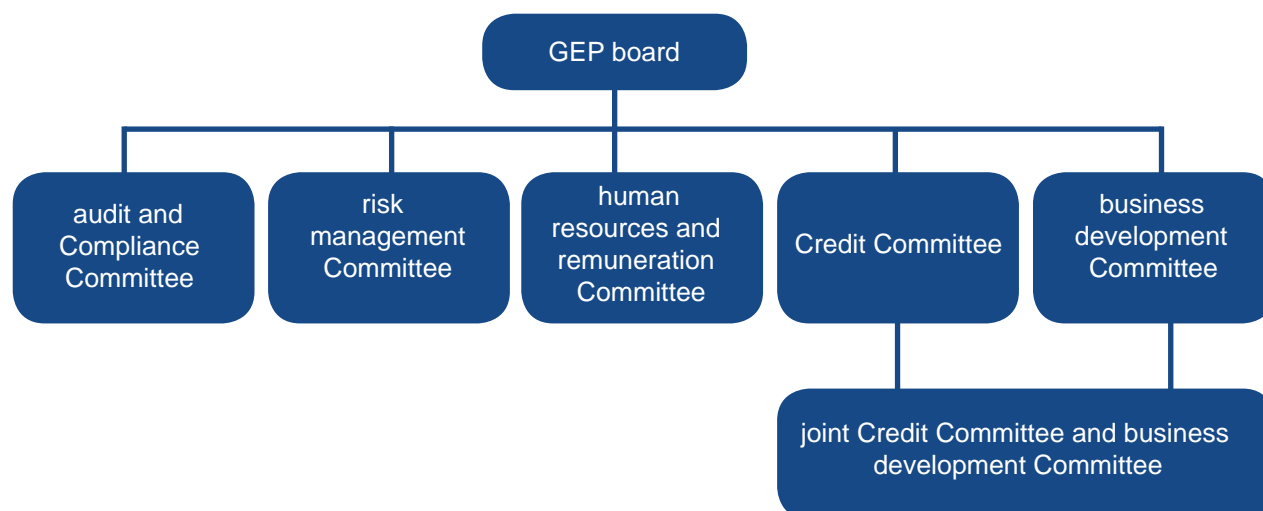 GEP board
audit and
Compliance
Committee
risk
management
Committee
human
resources and
remuneration
Committee
Credit Committee
business
development
Committee
joint Credit Committee and business
development Committee